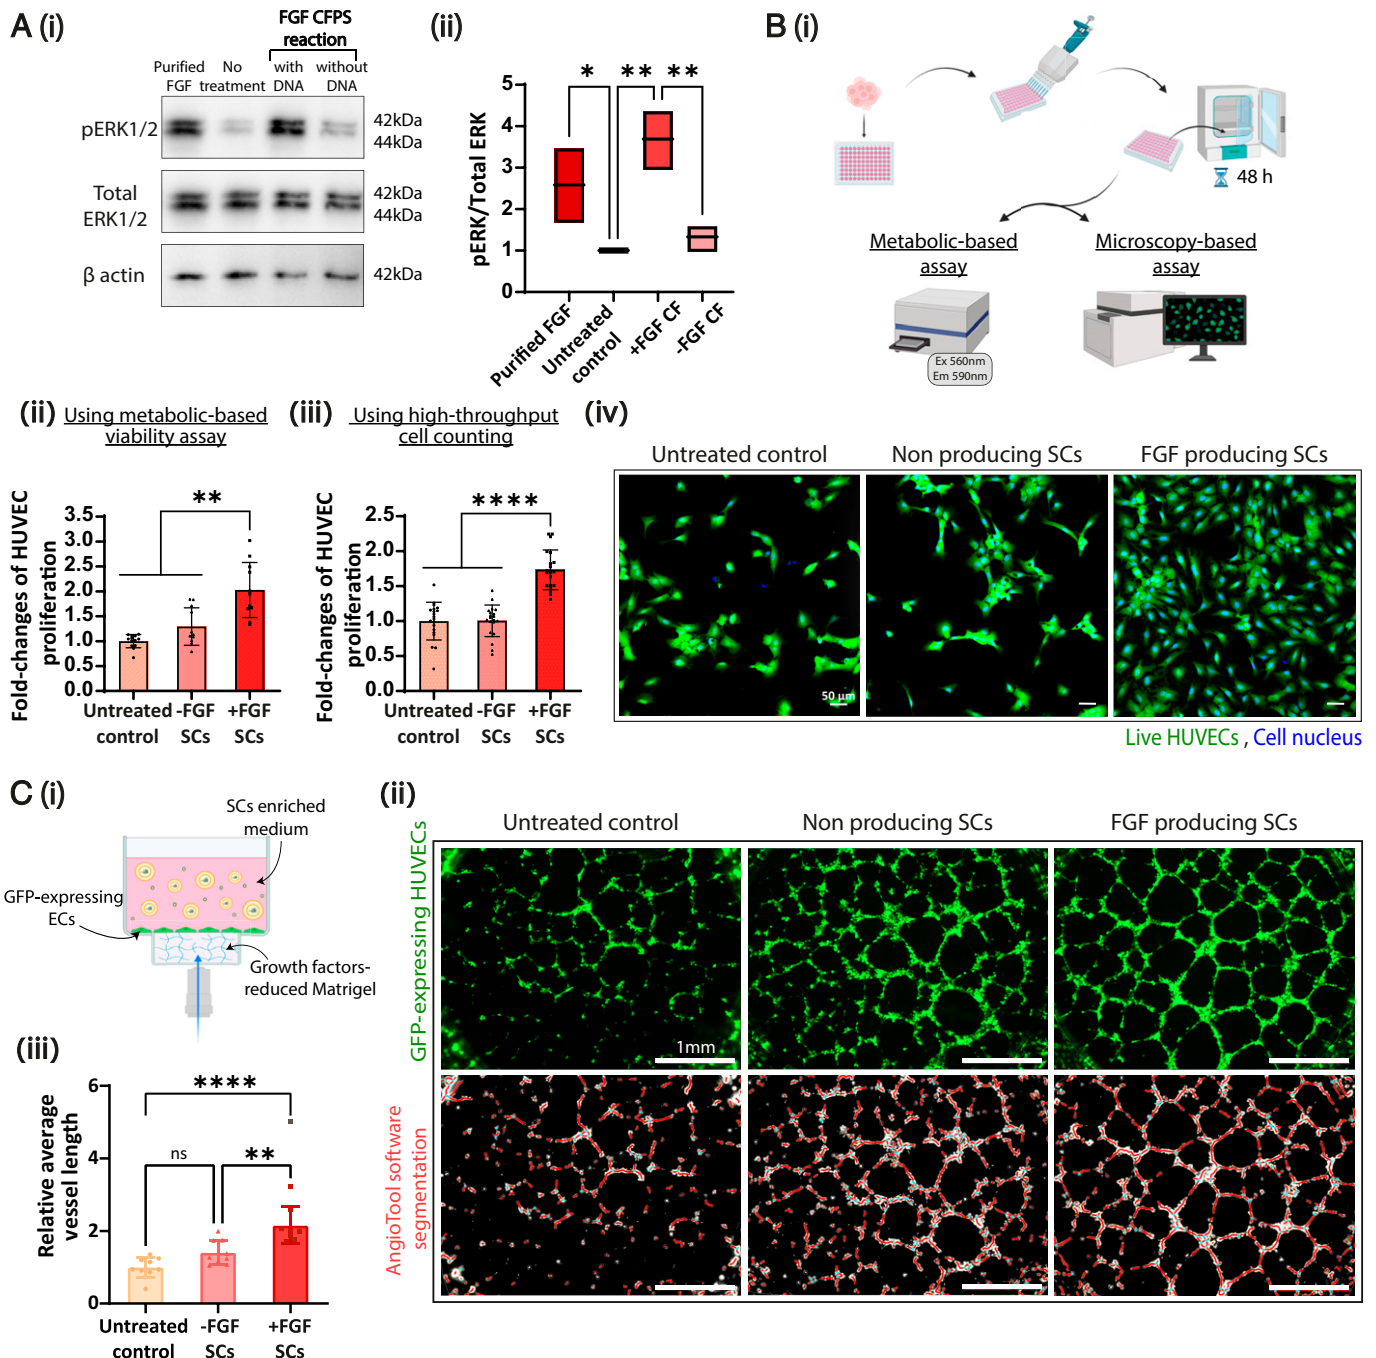 A (i)
FGF CFPS
reaction
Purified
FGF
No
treatment
with
DNA
without
DNA
pERK1/2
42kDa
44kDa
Total
ERK1/2
42kDa
44kDa
β actin
42kDa
(ii)
* ** **
pERK/Total ERK
5
4
3
2
1
0
Purified FGF
Untreated
control
+FGF CF
-FGF CF
B (i)
48 h
Metabolic-based
assay
Microscopy-based
assay
Ex 560nm
Em 590nm
(ii)
Using metabolic-based
viability assay
**
Fold-changes of HUVEC
proliferation
3.5
3.0
2.5
2.0
1.5
1.0
0.5
0.0
Untreated
control
-FGF
SCs
+FGF
SCs
(iii)
Using high-throughput
cell counting
****
Fold-changes of HUVEC
proliferation
2.5
2.0
1.5
1.0
0.5
0.0
Untreated
control
-FGF
SCs
+FGF
SCs
(iv)
Untreated control
Non producing SCs
FGF producing SCs
50 µm
Live HUVECs , Cell nucleus
C (i)
SCs enriched
medium
GFP-expressing
ECs
Growth factors-
reduced Matrigel
(ii)
Untreated control
Non producing SCs
FGF producing SCs
GFP-expressing HUVECs
1mm
AngioTool software
segmentation
(iii)
****
ns
**
Relative average
vessel length
6
4
2
0
Untreated
control
-FGF
SCs
+FGF
SCs